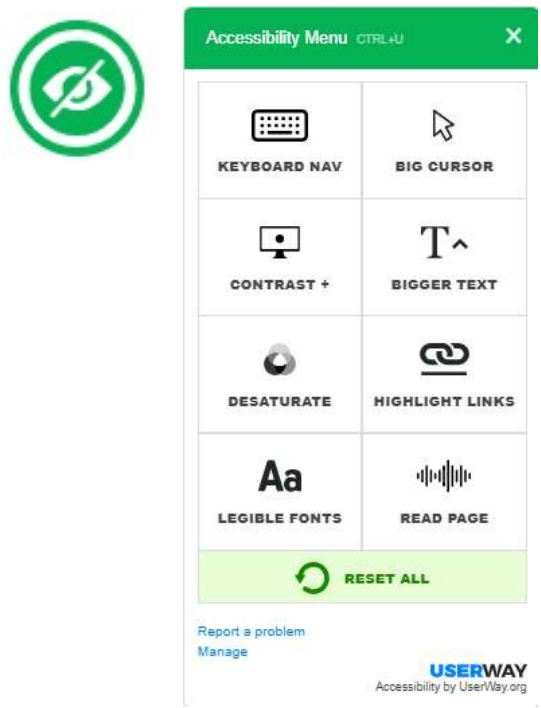 Accessibility Menu CTRL+U
KEYBOARD NAV
BIG CURSOR
CONTRAST +
T
BIGGER TEXT
DESATURATE
HIGHLIGHT LINKS
Aa
LEGIBLE FONTS
READ PAGE
RESET ALL
Report a problem
Manage
USERWAY
Accessibility by UserWay.org